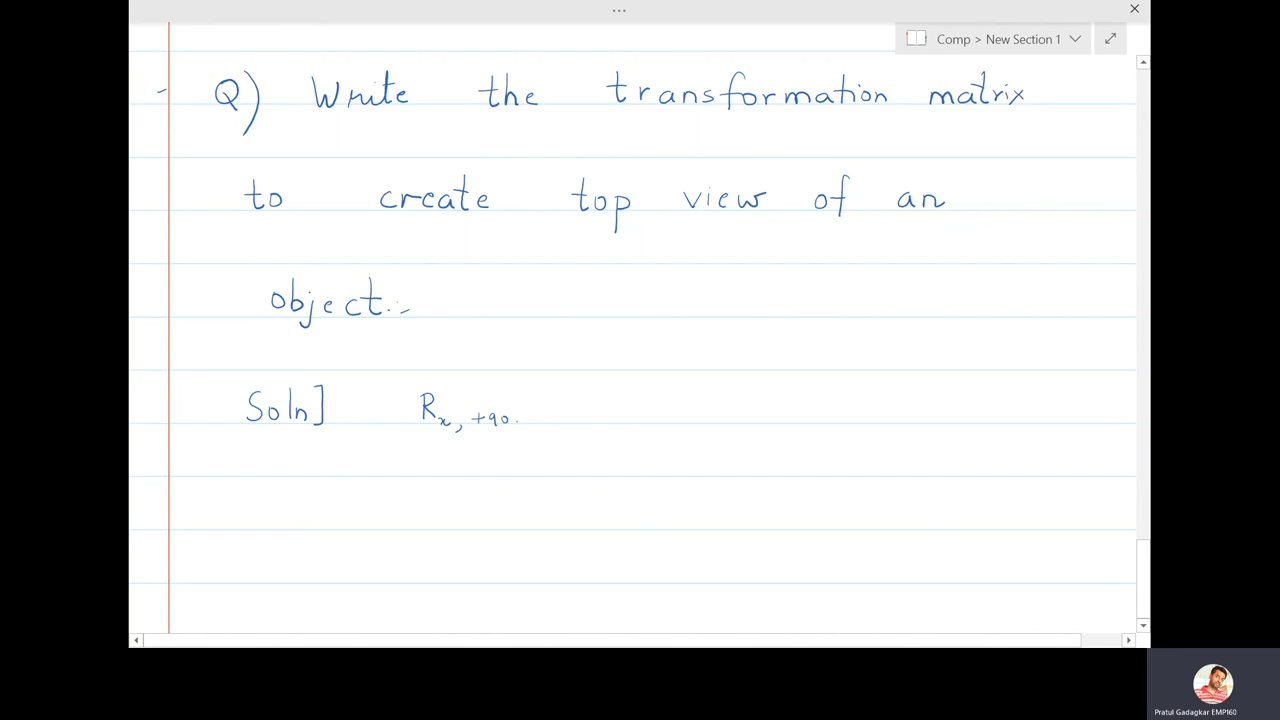 Comp > New Section 1
Q) Write the transformation matrix
to create top view of an
object.
Soln] Rx, +90.
Pratul Gadagkar EMP160